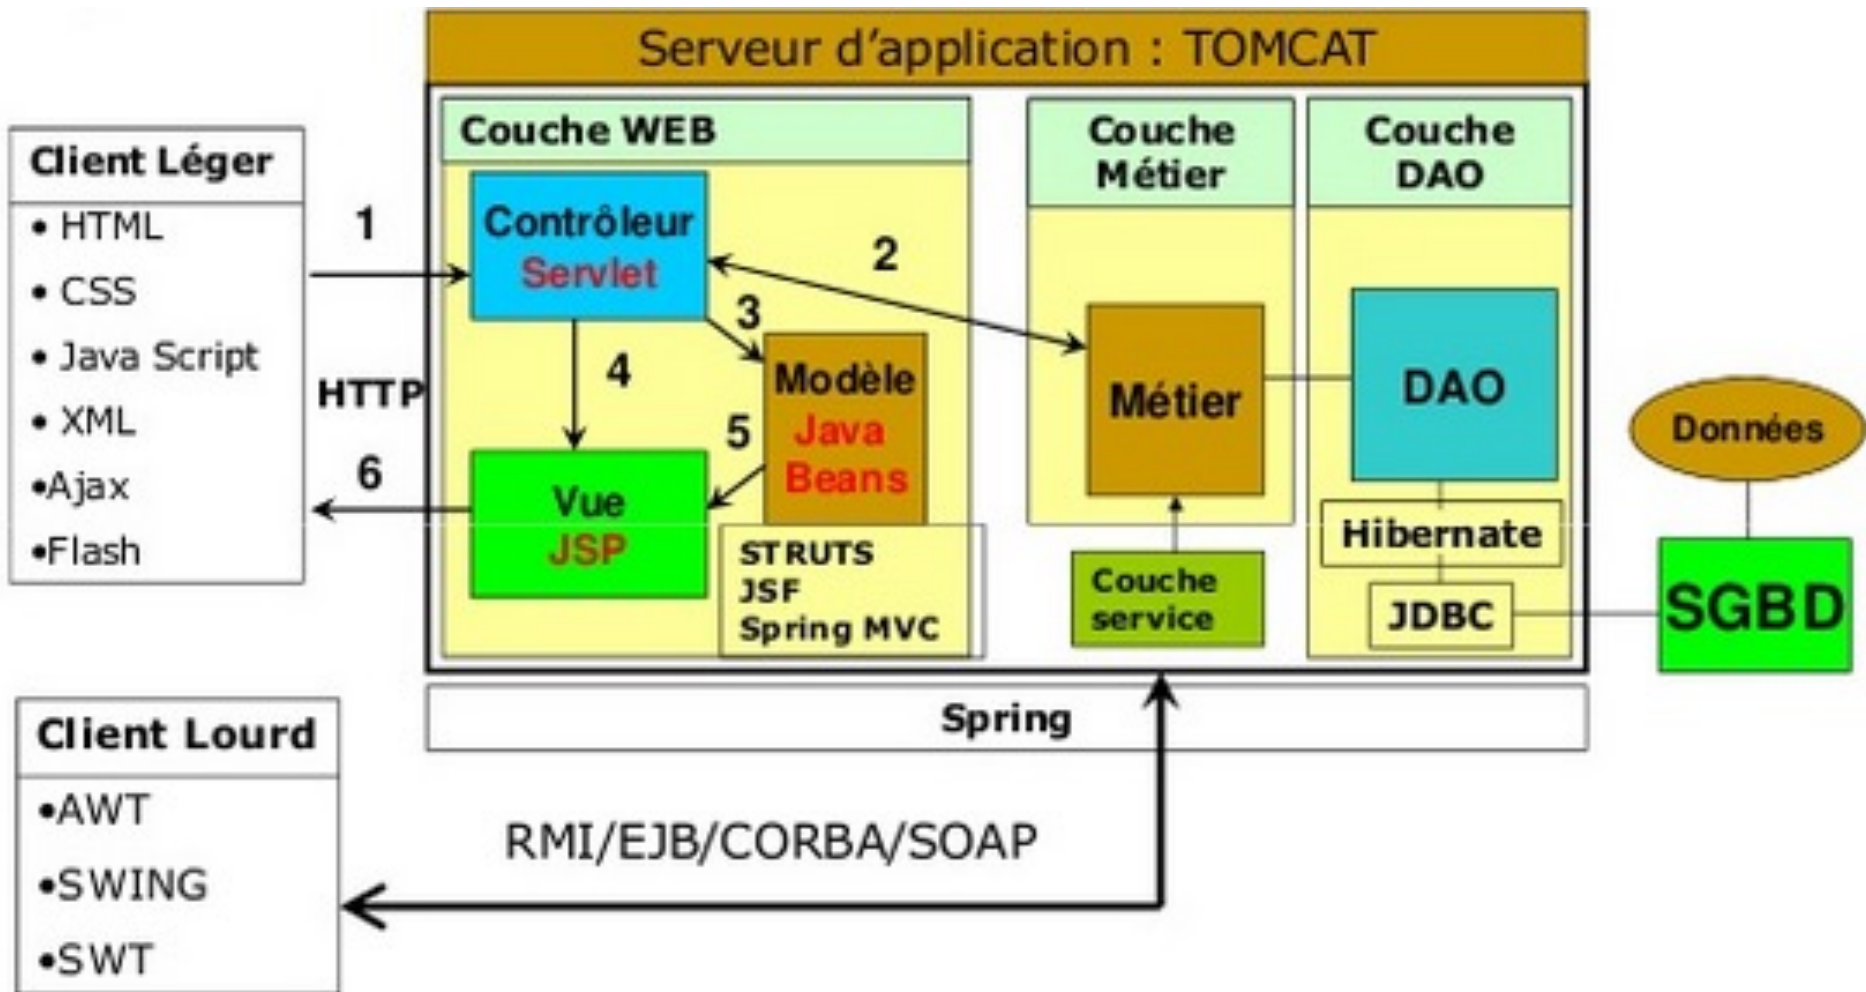 Serveur d'application : TOMCAT
Client Léger
• HTML
• CSS
• Java Script
• XML
•Ajax
•Flash
1
HTTP
6
Couche WEB
Contrôleur
Servlet
2
3
4
Modèle
Java
Beans
5
Vue
JSP
STRUTS
JSF
Spring MVC
Couche
Métier
Métier
Couche
service
Couche
DAO
DAO
Hibernate
JDBC
Données
SGBD
Spring
Client Lourd
•AWT
•SWING
•SWT
RMI/EJB/CORBA/SOAP